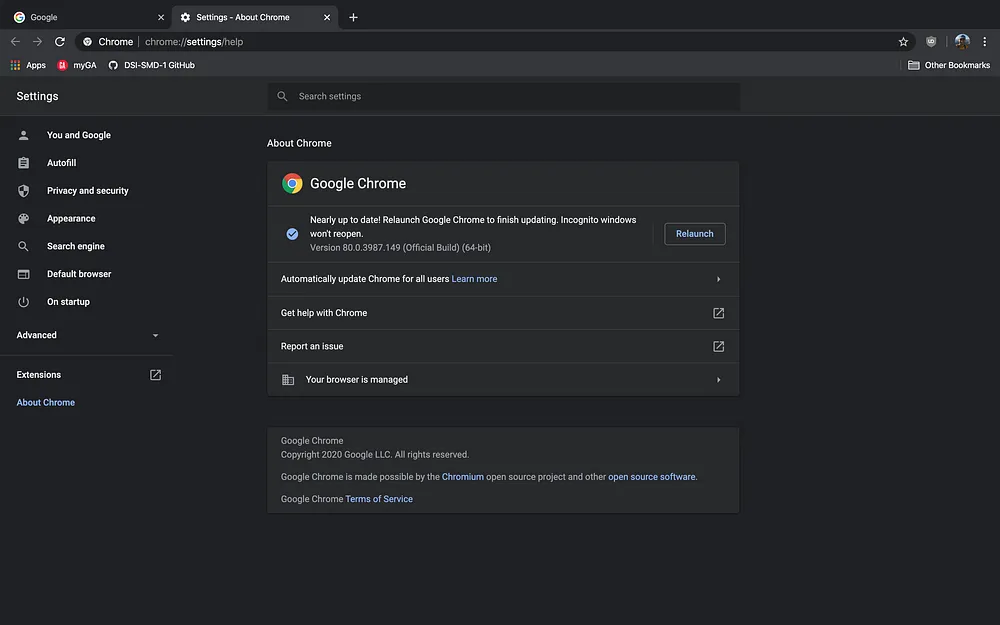 Google
Settings - About Chrome
Chrome
chrome://settings/help
Apps
GA
myGA
DSI-SMD-1 GitHub
Other Bookmarks
Settings
Search settings
You and Google
Autofill
Privacy and security
Appearance
Search engine
Default browser
On startup
Advanced
Extensions
About Chrome
About Chrome
Google Chrome
Nearly up to date! Relaunch Google Chrome to finish updating. Incognito windows
won't reopen.
Version 80.0.3987.149 (Official Build) (64-bit)
Relaunch
Automatically update Chrome for all users Learn more
Get help with Chrome
Report an issue
Your browser is managed
Google Chrome
Copyright 2020 Google LLC. All rights reserved.
Google Chrome is made possible by the Chromium open source project and other open source software.
Google Chrome Terms of Service